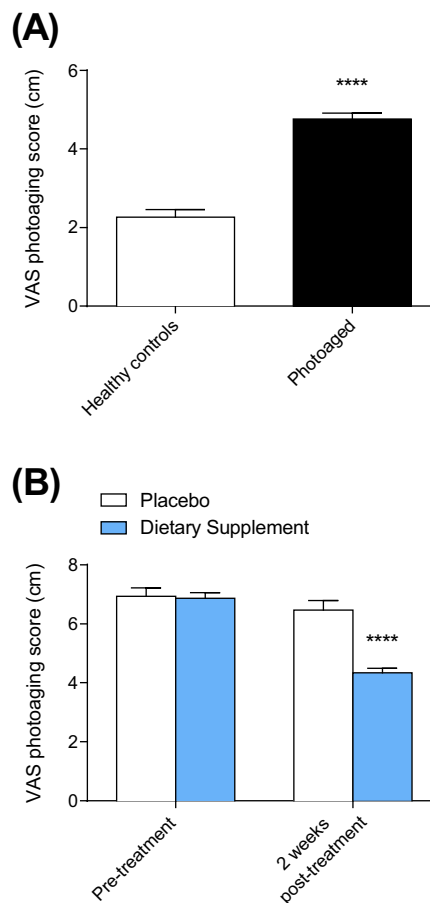 (A)
VAS photoaging score (cm)
6
4
2
0
****
Healthy controls
Photoaged
(B)
Placebo
Dietary Supplement
VAS photoaging score (cm)
8
6
4
2
0
****
Pre-treatment
2 weeks
post-treatment